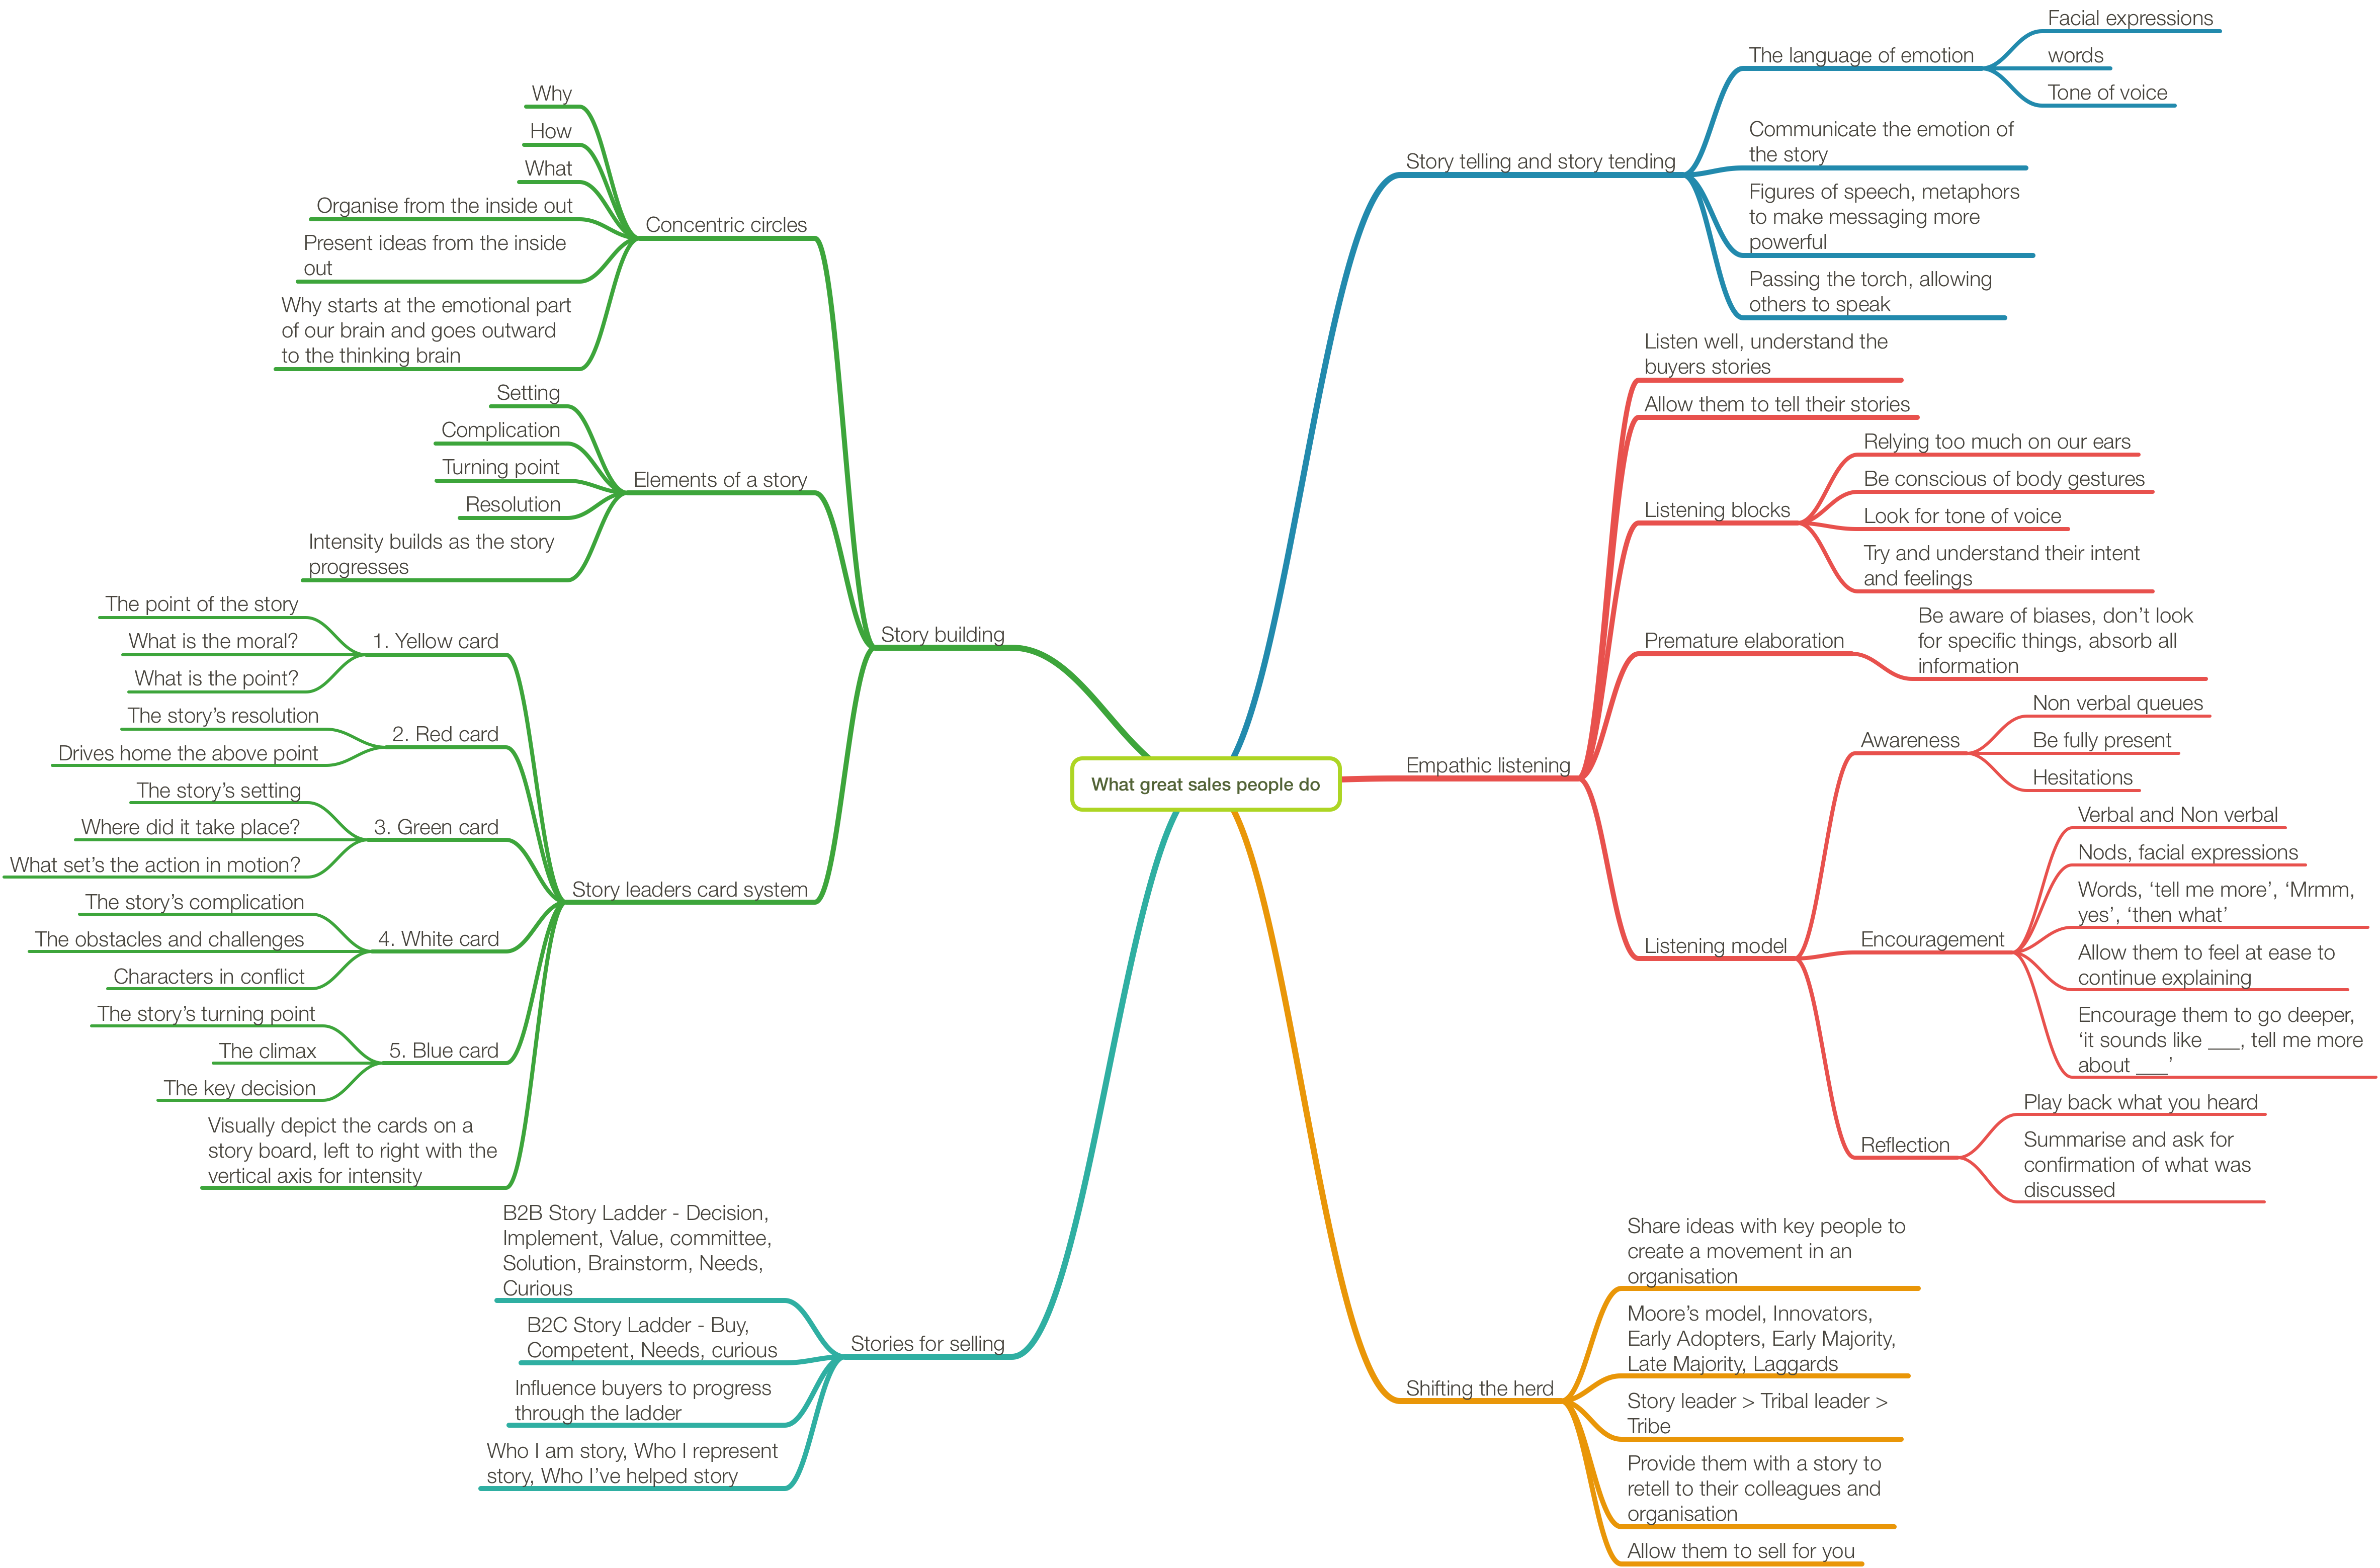 What great sales people do
Story telling and story tending
The language of emotion
Facial expressions
words
Tone of voice
Communicate the emotion of
the story
Figures of speech, metaphors
to make messaging more
powerful
Passing the torch, allowing
others to speak
Empathic listening
Listen well, understand the
buyers stories
Allow them to tell their stories
Listening blocks
Relying too much on our ears
Be conscious of body gestures
Look for tone of voice
Try and understand their intent
and feelings
Premature elaboration
Be aware of biases, don’t look
for specific things, absorb all
information
Listening model
Awareness
Non verbal queues
Be fully present
Hesitations
Encouragement
Verbal and Non verbal
Nods, facial expressions
Words, ‘tell me more’, ‘Mrmm,
yes’, ‘then what’
Allow them to feel at ease to
continue explaining
Encourage them to go deeper,
‘it sounds like ___, tell me more
about ___’
Reflection
Play back what you heard
Summarise and ask for
confirmation of what was
discussed
Shifting the herd
Share ideas with key people to
create a movement in an
organisation
Moore’s model, Innovators,
Early Adopters, Early Majority,
Late Majority, Laggards
Story leader > Tribal leader >
Tribe
Provide them with a story to
retell to their colleagues and
organisation
Allow them to sell for you
Story building
Concentric circles
Why
How
What
Organise from the inside out
Present ideas from the inside
out
Why starts at the emotional part
of our brain and goes outward
to the thinking brain
Elements of a story
Setting
Complication
Turning point
Resolution
Intensity builds as the story
progresses
Story leaders card system
1. Yellow card
The point of the story
What is the moral?
What is the point?
2. Red card
The story’s resolution
Drives home the above point
3. Green card
The story’s setting
Where did it take place?
What set’s the action in motion?
4. White card
The story’s complication
The obstacles and challenges
Characters in conflict
5. Blue card
The story’s turning point
The climax
The key decision
Visually depict the cards on a
story board, left to right with the
vertical axis for intensity
Stories for selling
B2B Story Ladder - Decision,
Implement, Value, committee,
Solution, Brainstorm, Needs,
Curious
B2C Story Ladder - Buy,
Competent, Needs, curious
Influence buyers to progress
through the ladder
Who I am story, Who I represent
story, Who I’ve helped story